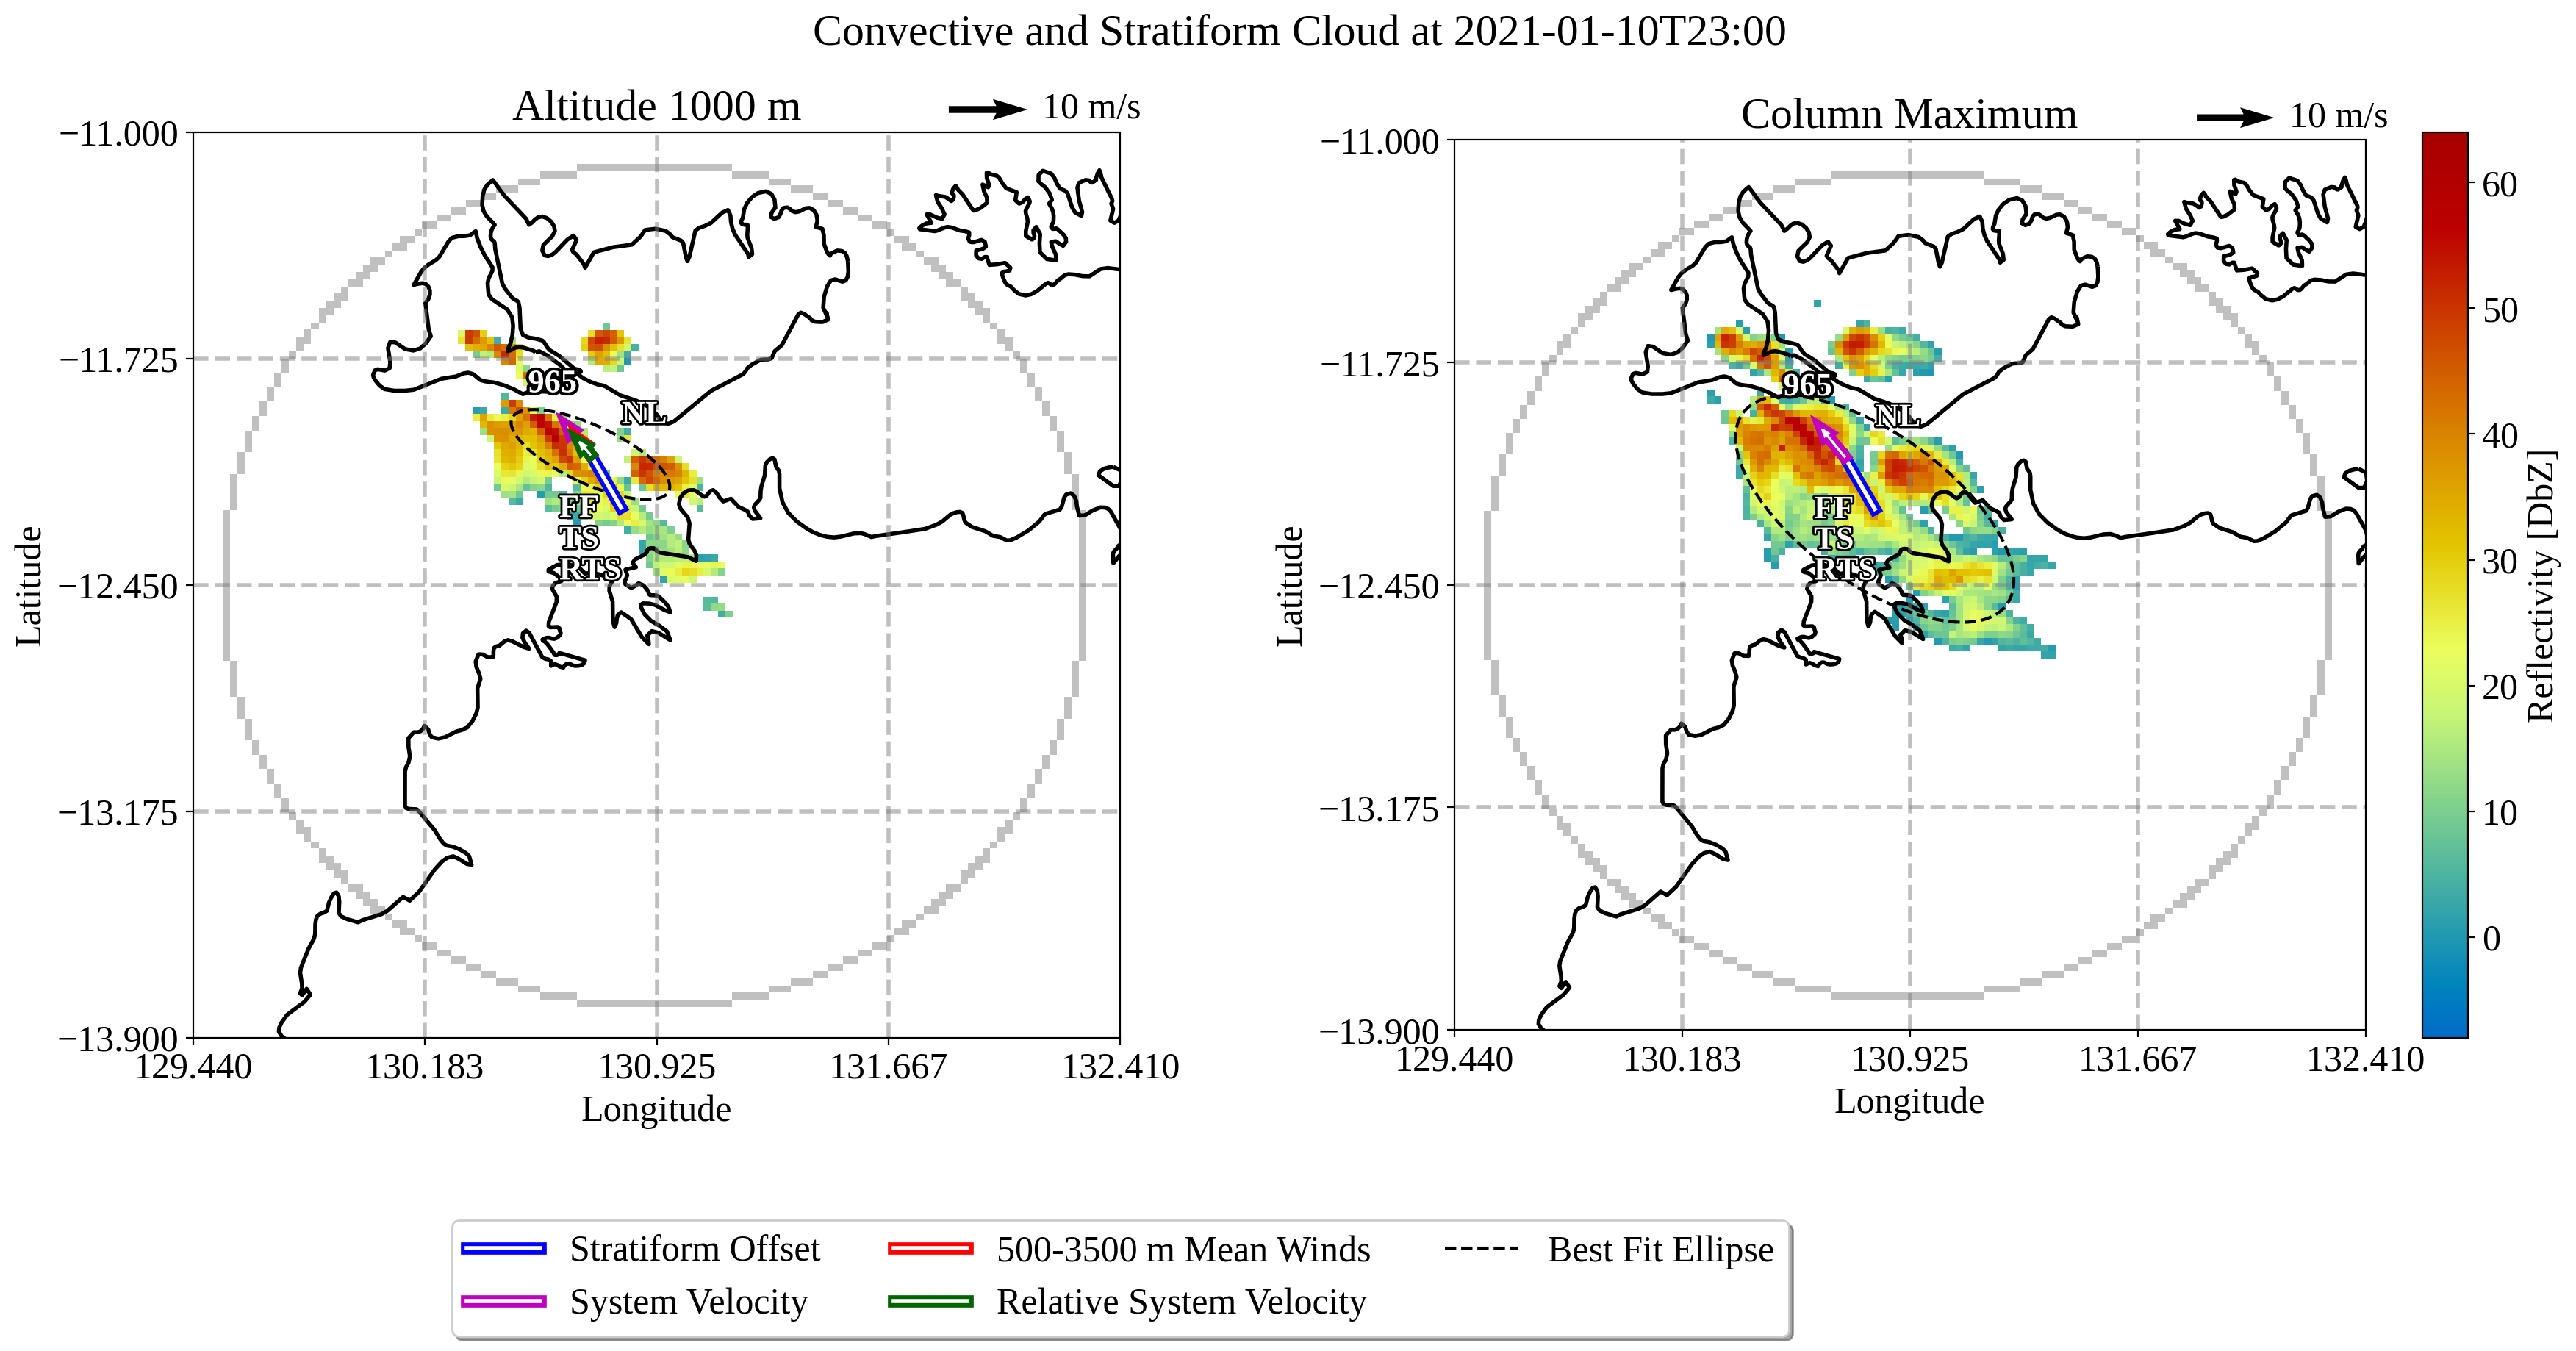 Convective and Stratiform Cloud at 2021-01-10T23:00
Altitude 1000 m
10 m/s
−11.000
−11.725
−12.450
−13.175
−13.900
Latitude
129.440
130.183
130.925
131.667
132.410
Longitude
965
NL
FF
TS
RTS
Column Maximum
10 m/s
−11.000
−11.725
−12.450
−13.175
−13.900
Latitude
129.440
130.183
130.925
131.667
132.410
Longitude
965
NL
FF
TS
RTS
60
50
40
30
20
10
0
Reflectivity [DbZ]
Stratiform Offset
System Velocity
500-3500 m Mean Winds
Relative System Velocity
Best Fit Ellipse